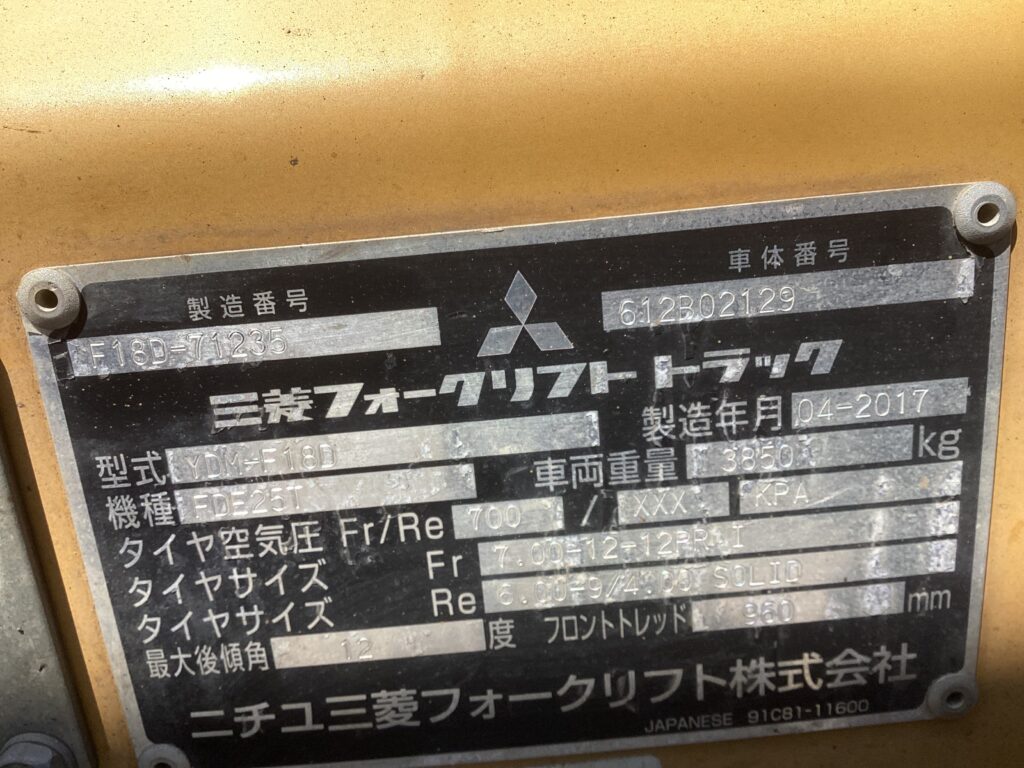 製造番号 車体番号
F18D-71235 612B02129
三菱フォークリフト トラック
型式 YDM-F18D 製造年月 04-2017
機種 FDE25T 車両重量 3850 kg
タイヤ空気圧 Fr/Re 700 / XXX KPA
タイヤサイズ Fr 7.00-12-12PR-I
タイヤサイズ Re 6.00-9/4.00 SOLID
最大後傾角 12 度 フロントトレッド 960 mm
ニチユ三菱フォークリフト株式会社
JAPANESE 91C81-11600